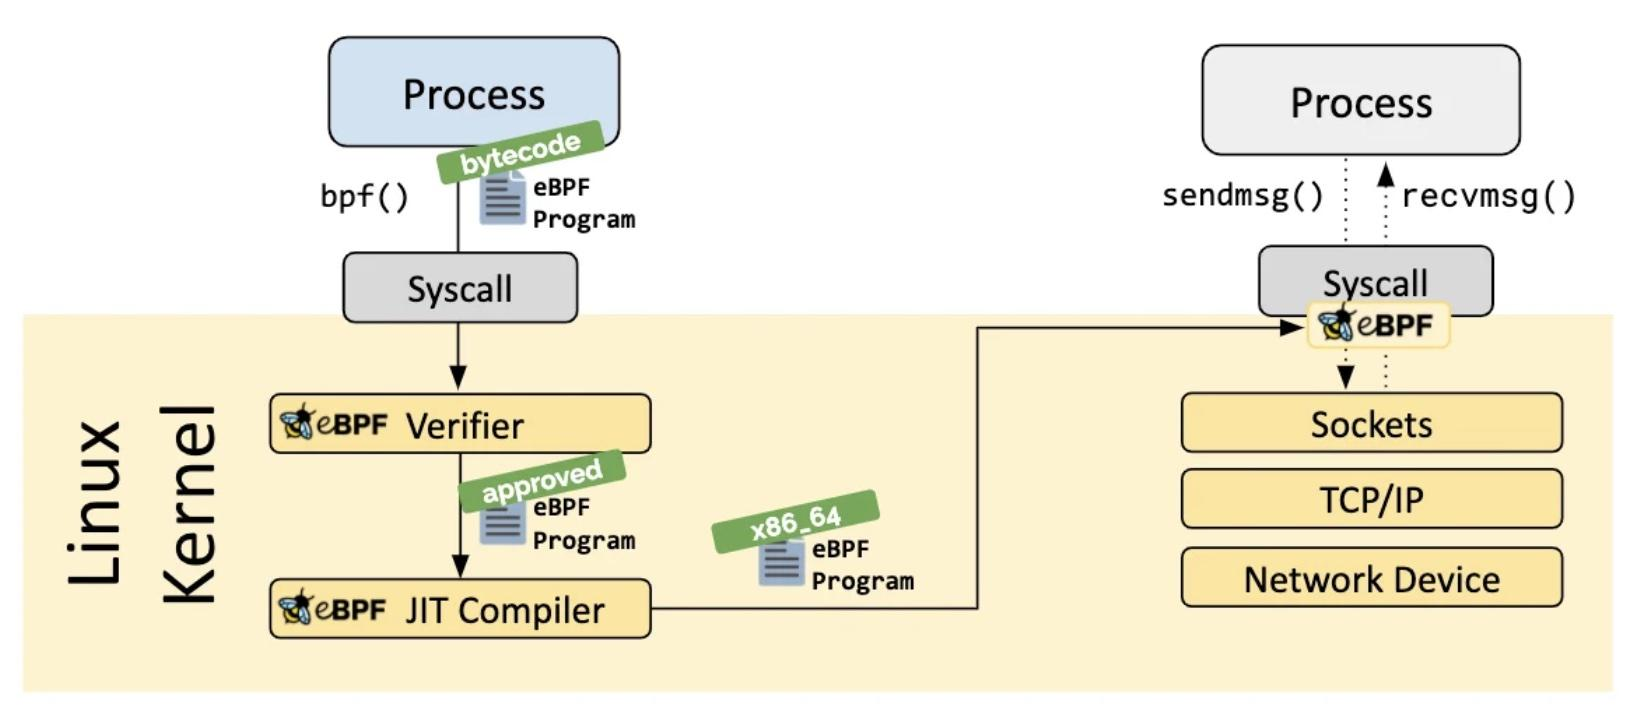 Process
bytecode
bpf()
eBPF
Program
Syscall
eBPF Verifier
approved
eBPF
Program
eBPF JIT Compiler
x86_64
eBPF
Program
Linux
Kernel
Process
sendmsg()
recvmsg()
Syscall
eBPF
Sockets
TCP/IP
Network Device